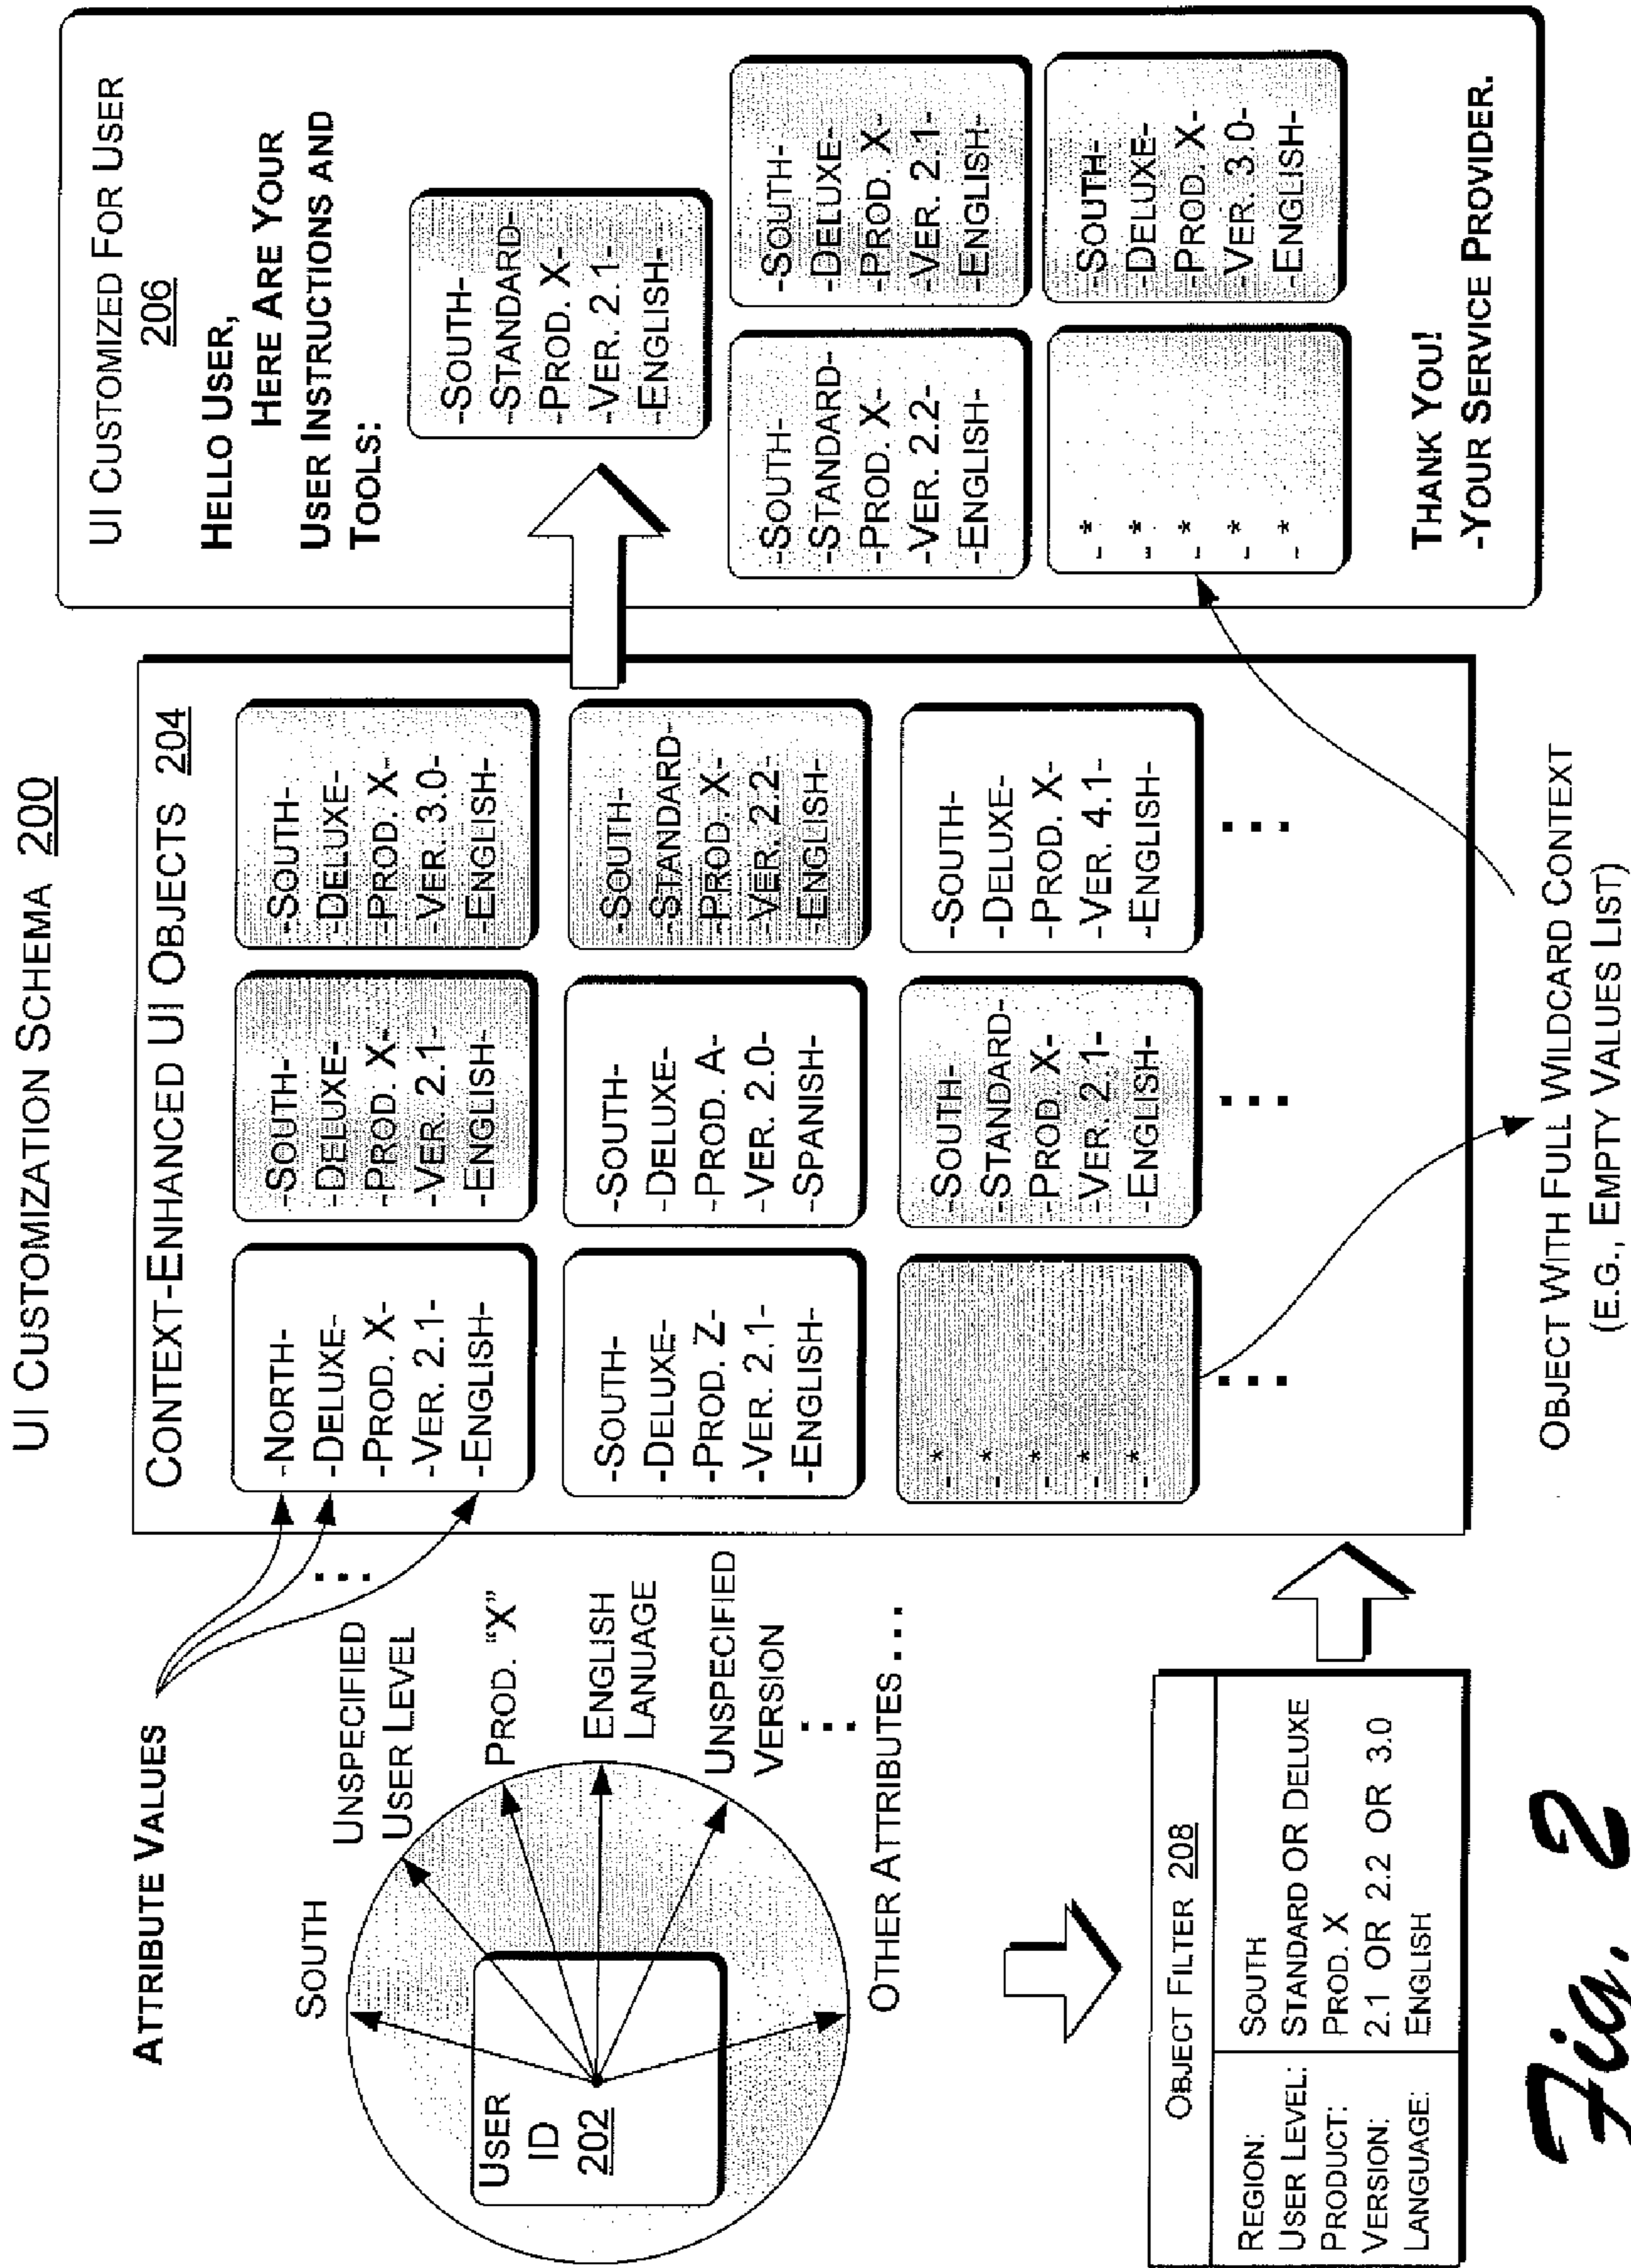 UI CUSTOMIZATION SCHEMA 200
ATTRIBUTE VALUES
SOUTH
UNSPECIFIED
USER LEVEL
PROD. "X"
ENGLISH
LANUAGE
UNSPECIFIED
VERSION
OTHER ATTRIBUTES...
USER
ID
202
OBJECT FILTER 208
REGION: SOUTH
USER LEVEL: STANDARD OR DELUXE
PRODUCT: PROD. X
VERSION: 2.1 OR 2.2 OR 3.0
LANGUAGE: ENGLISH
CONTEXT-ENHANCED UI OBJECTS 204
-NORTH-
-DELUXE-
-PROD. X-
-VER. 2.1-
-ENGLISH-
-SOUTH-
-DELUXE-
-PROD. X-
-VER. 2.1-
-ENGLISH-
-SOUTH-
-DELUXE-
-PROD. X-
-VER. 3.0-
-ENGLISH-
-SOUTH-
-DELUXE-
-PROD. Z-
-VER. 2.1-
-ENGLISH-
-SOUTH-
-DELUXE-
-PROD. A-
-VER. 2.0-
-SPANISH-
-SOUTH-
-STANDARD-
-PROD. X-
-VER. 2.2-
-ENGLISH-
-*
-*
-*
-*
-*
-SOUTH-
-STANDARD-
-PROD. X-
-VER. 2.1-
-ENGLISH-
-SOUTH-
-DELUXE-
-PROD. X-
-VER. 4.1-
-ENGLISH-
OBJECT WITH FULL WILDCARD CONTEXT
(E.G., EMPTY VALUES LIST)
UI CUSTOMIZED FOR USER
206
HELLO USER,
HERE ARE YOUR
USER INSTRUCTIONS AND
TOOLS:
-SOUTH-
-STANDARD-
-PROD. X-
-VER. 2.1-
-ENGLISH-
-SOUTH-
-STANDARD-
-PROD. X-
-VER. 2.2-
-ENGLISH-
-SOUTH-
-DELUXE-
-PROD. X-
-VER. 2.1-
-ENGLISH-
-*
-*
-*
-*
-*
-SOUTH-
-DELUXE-
-PROD. X-
-VER. 3.0-
-ENGLISH-
THANK YOU!
-YOUR SERVICE PROVIDER.
Fig. 2